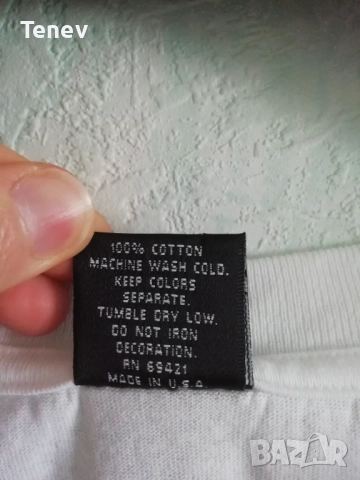 Tenev
100% COTTON
MACHINE WASH COLD.
KEEP COLORS
SEPARATE.
TUMBLE DRY LOW.
DO NOT IRON
DECORATION.
RN 69421
MADE IN U.S.A.
BAZAR